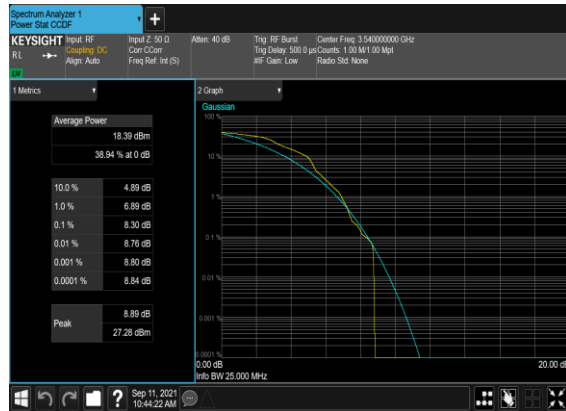 Spectrum Analyzer 1
Power Stat CCDF
+
KEYSIGHT
RL
Input: RF
Coupling: DC
Align: Auto
Input Z: 50 Ω
Corr CCorr
Freq Ref: Int (S)
Atten: 40 dB
Trig: RF Burst
Trig Delay: 500.0 µs
#IF Gain: Low
Center Freq: 3.540000000 GHz
Counts: 1.00 M/1.00 Mpt
Radio Std: None
1 Metrics
Average Power
18.39 dBm
38.94 % at 0 dB
10.0 % 4.89 dB
1.0 % 6.89 dB
0.1 % 8.30 dB
0.01 % 8.76 dB
0.001 % 8.80 dB
0.0001 % 8.84 dB
Peak
8.89 dB
27.28 dBm
2 Graph
Gaussian
100 %
10 %
1 %
0.1 %
0.01 %
0.001 %
0.0001 %
0.00 dB
20.00 dB
Info BW 25.000 MHz
?
Sep 11, 2021
10:44:22 AM